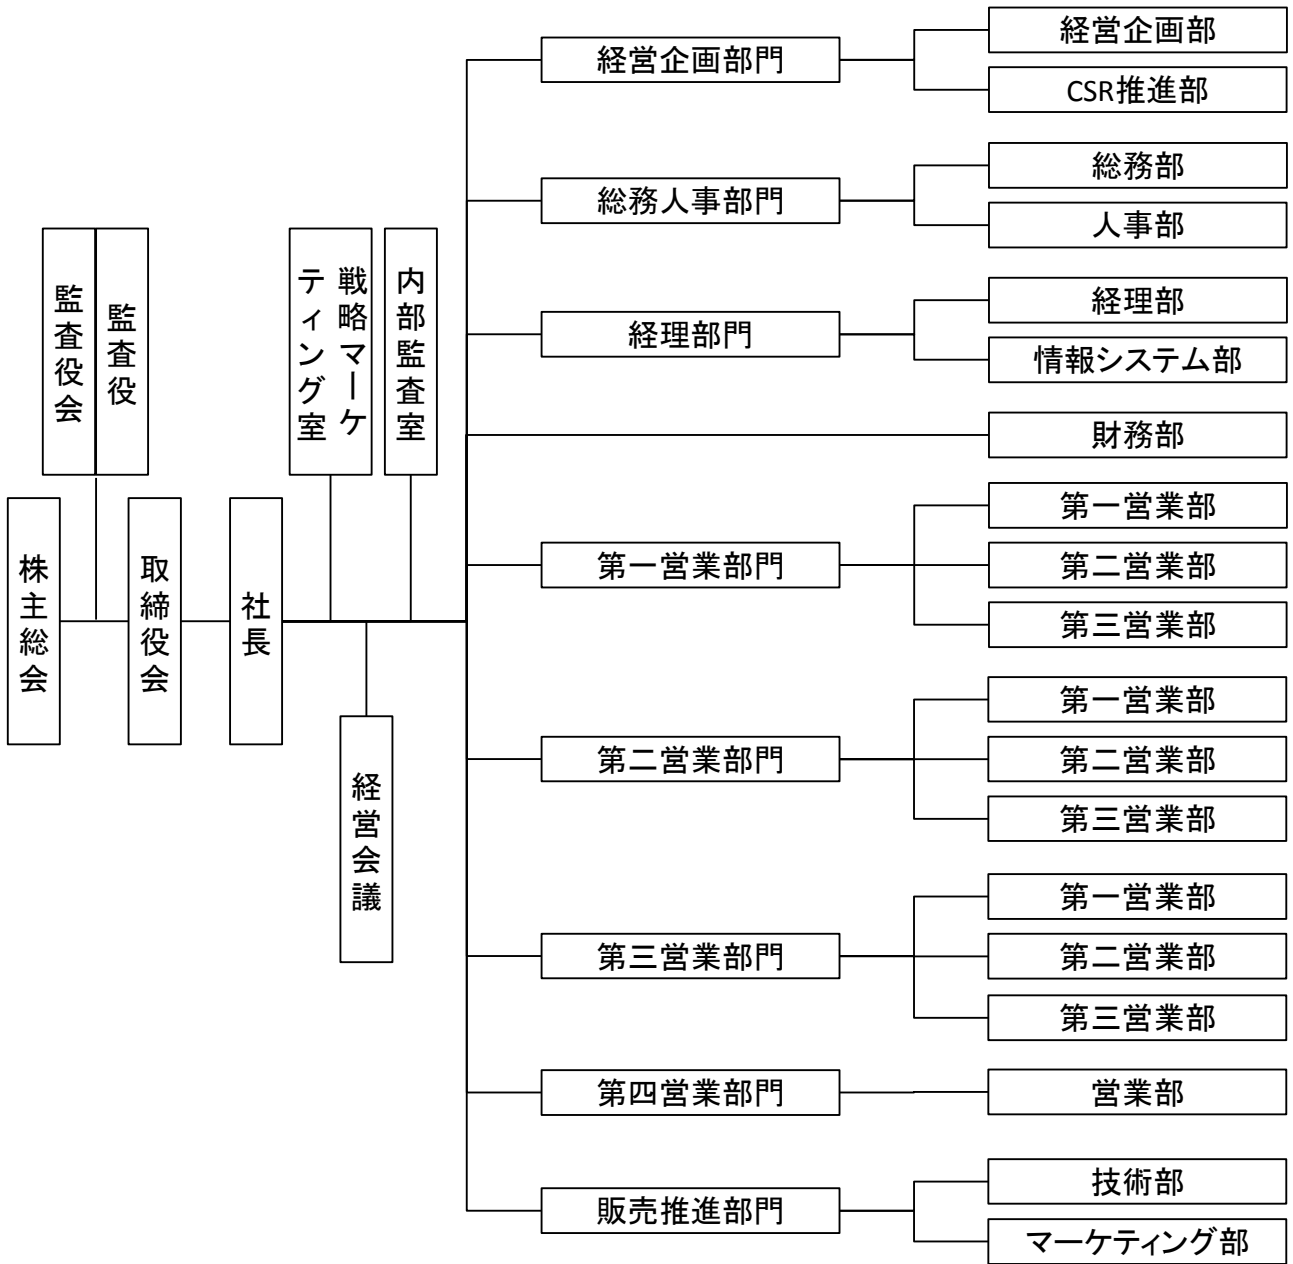 株主総会
監査役会
監査役
取締役会
社長
戦略マーケ
ティング室
内部監査室
経営会議
経営企画部門
経営企画部
CSR推進部
総務人事部門
総務部
人事部
経理部門
経理部
情報システム部
財務部
第一営業部門
第一営業部
第二営業部
第三営業部
第二営業部門
第一営業部
第二営業部
第三営業部
第三営業部門
第一営業部
第二営業部
第三営業部
第四営業部門
営業部
販売推進部門
技術部
マーケティング部